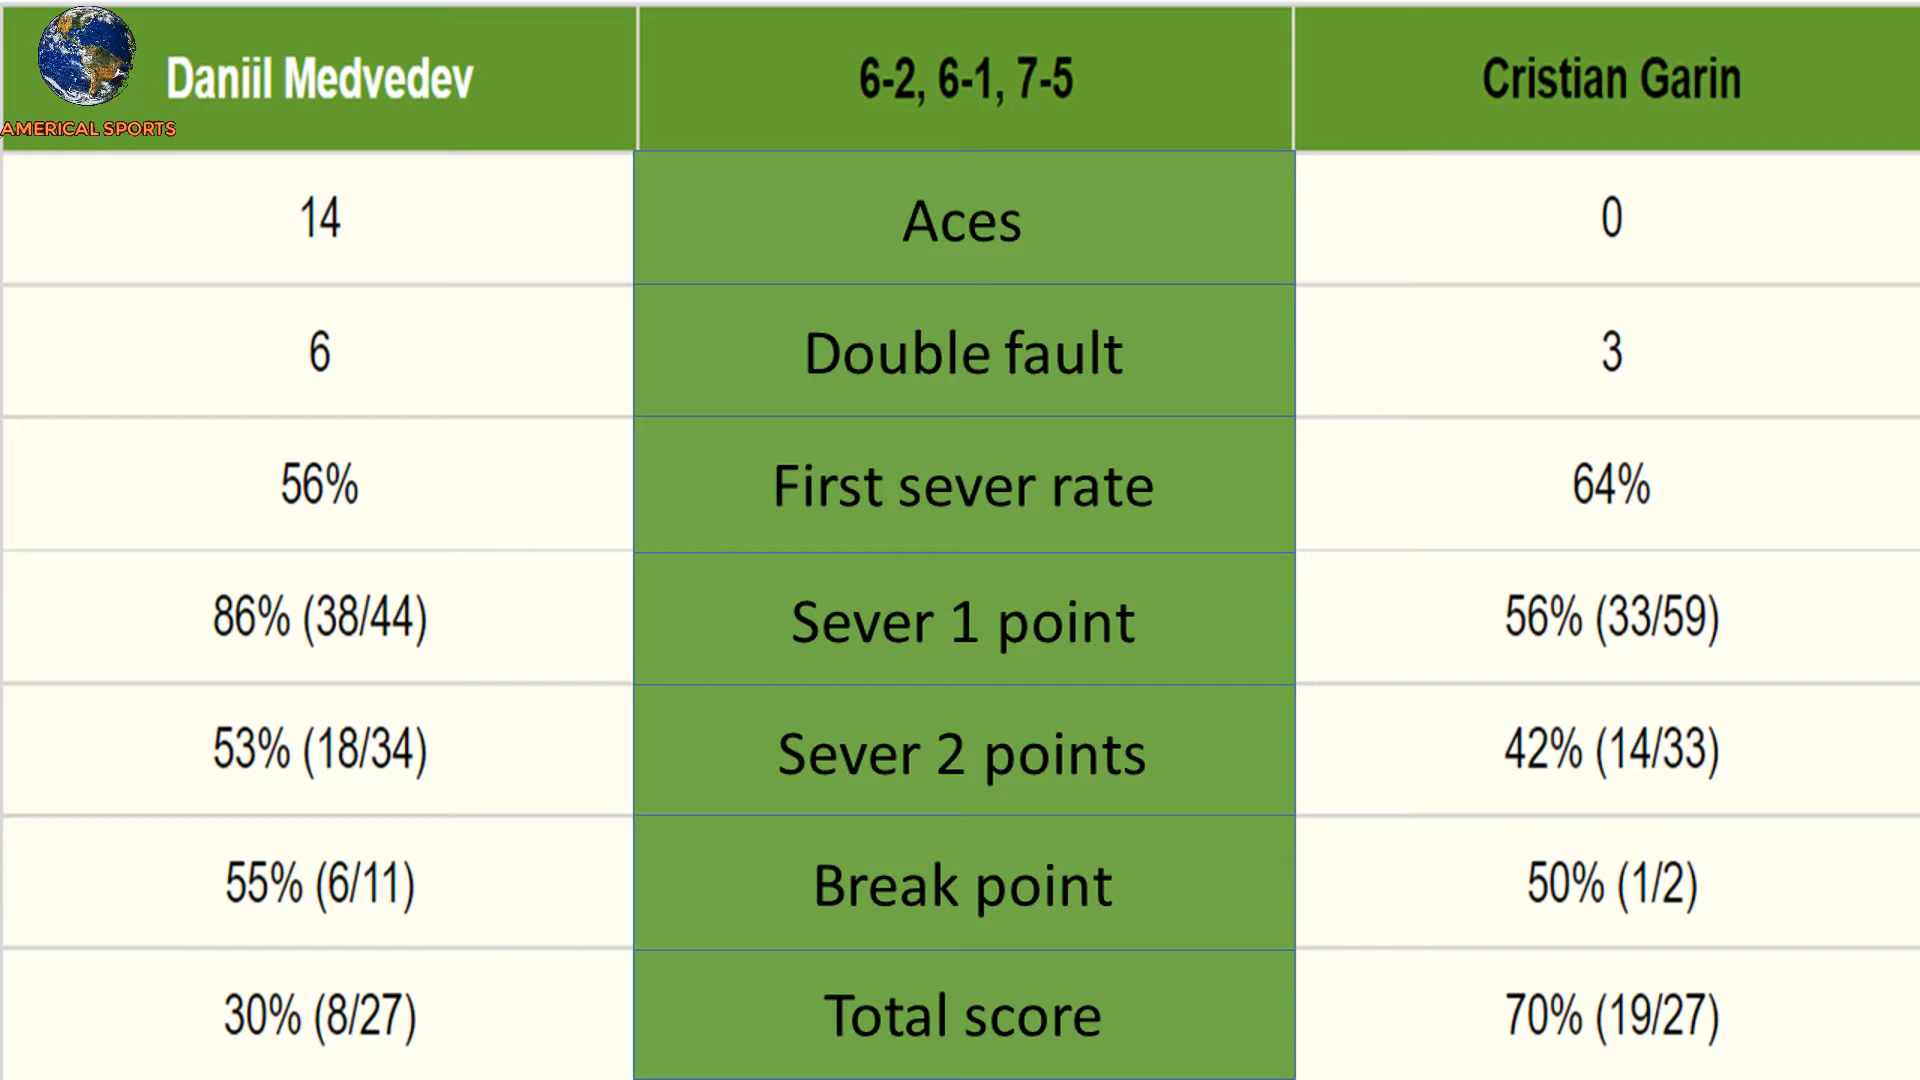 Daniil Medvedev 6-2, 6-1, 7-5 Cristian Garin
AMERICAL SPORTS
14 Aces 0
6 Double fault 3
56% First sever rate 64%
86% (38/44) Sever 1 point 56% (33/59)
53% (18/34) Sever 2 points 42% (14/33)
55% (6/11) Break point 50% (1/2)
30% (8/27) Total score 70% (19/27)